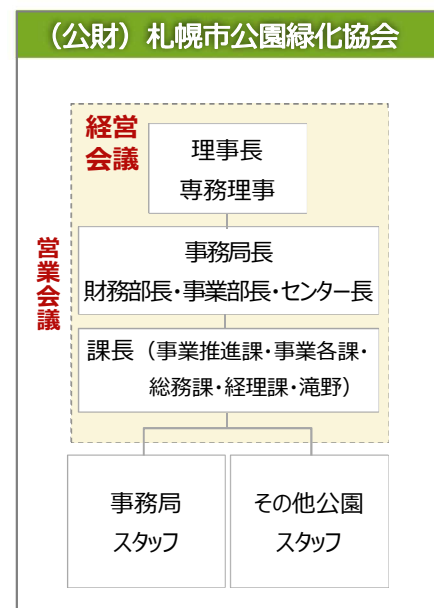 （公財）札幌市公園緑化協会
経営
会議
理事長
専務理事
営業会議
事務局長
財務部長・事業部長・センター長
課長（事業推進課・事業各課・
総務課・経理課・滝野）
事務局
スタッフ
その他公園
スタッフ